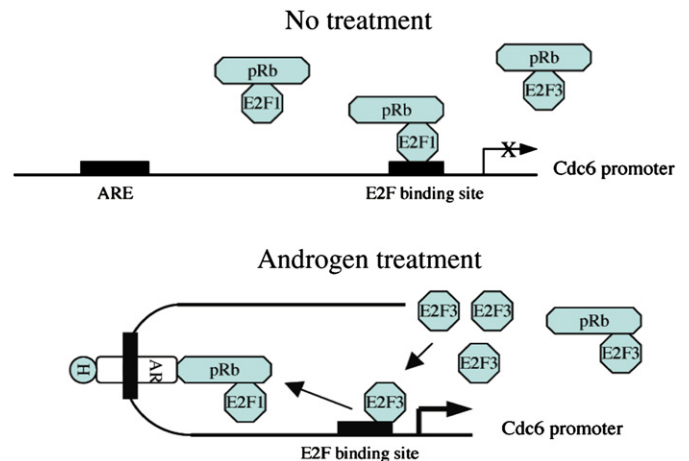 No treatment
pRb
E2F3
pRb
E2F1
pRb
E2F1
X
Cdc6 promoter
ARE
E2F binding site
Androgen treatment
E2F3
E2F3
pRb
E2F3
E2F3
H
AR
pRb
E2F1
E2F3
Cdc6 promoter
E2F binding site